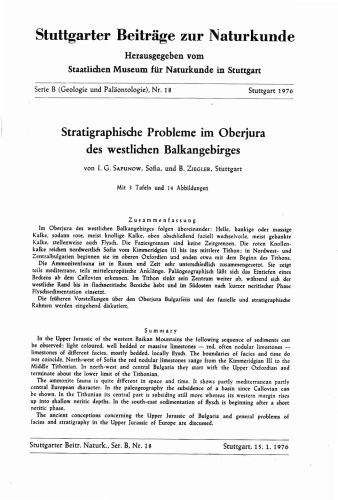 Stuttgarter Beiträge zur Naturkunde
Herausgegeben vom
Staatlichen Museum für Naturkunde in Stuttgart
Serie B (Geologie und Paläontologie), Nr. 18
Stuttgart 1976
Stratigraphische Probleme im Oberjura
des westlichen Balkangebirges
von I. G. SAPUNOW, Sofia, und B. ZIEGLER, Stuttgart
Mit 3 Tafeln und 14 Abbildungen
Zusammenfassung
Im Oberjura des westlichen Balkangebirges folgen übereinander: Helle, bankige oder massige
Kalke, sodann rote, meist knollige Kalke, oben abschließend faziell wechselvolle, meist gebankte
Kalke, stellenweise auch Flysch. Die Faziesgrenzen sind keine Zeitgrenzen. Die roten Knollen-
kalke reichen nordwestlich Sofia vom Kimmeridgien III bis ins mittlere Tithon; in Nordwest- und
Zentralbulgarien beginnen sie im oberen Oxfordien und enden etwa mit dem Beginn des Tithons.
Die Ammonitenfauna ist in Raum und Zeit sehr unterschiedlich zusammengesetzt. Sie zeigt
teils mediterrane, teils mitteleuropäische Anklänge. Paläogeographisch läßt sich das Eintiefen eines
Beckens ab dem Callovien erkennen. Im Tithon sinkt dessen Zentrum weiter ab, während sich der
westliche Rand bis in flachneritische Bereiche hebt und im Südosten nach kurzer neritischer Phase
Flyschsedimentation einsetzt.
Die früheren Vorstellungen über den Oberjura Bulgariens und der fazielle und stratigraphische
Rahmen werden eingehend diskutiert.
Summary
In the Upper Jurassic of the western Balkan Mountains the following sequence of sediments can
be observed: light coloured, well bedded or massive limestones — red, often nodular limestones —
limestones of different facies, mostly bedded, locally flysch. The boundaries of facies and time do
not coincide. North-west of Sofia the red nodular limestones range from the Kimmeridgian III to the
Middle Tithonian. In north-west and central Bulgaria they start with the Upper Oxfordian and
terminate about the lower limit of the Tithonian.
The ammonite fauna is quite different in space and time. It shows partly mediterranean partly
central European character. In the paleogeography the subsidence of a basin since Callovian can
be shown. In the Tithonian its central part is subsiding still more whereas its western margin rises
up into shallow neritic depths. In the south-east sedimentation of flysch is beginning after a short
neritic phase.
The ancient conceptions concerning the Upper Jurassic of Bulgaria and general problems of
facies and stratigraphy in the Upper Jurassic of Europe are discussed.
Stuttgarter Beitr. Naturk., Ser. B, Nr. 18
Stuttgart, 15. 1. 1976